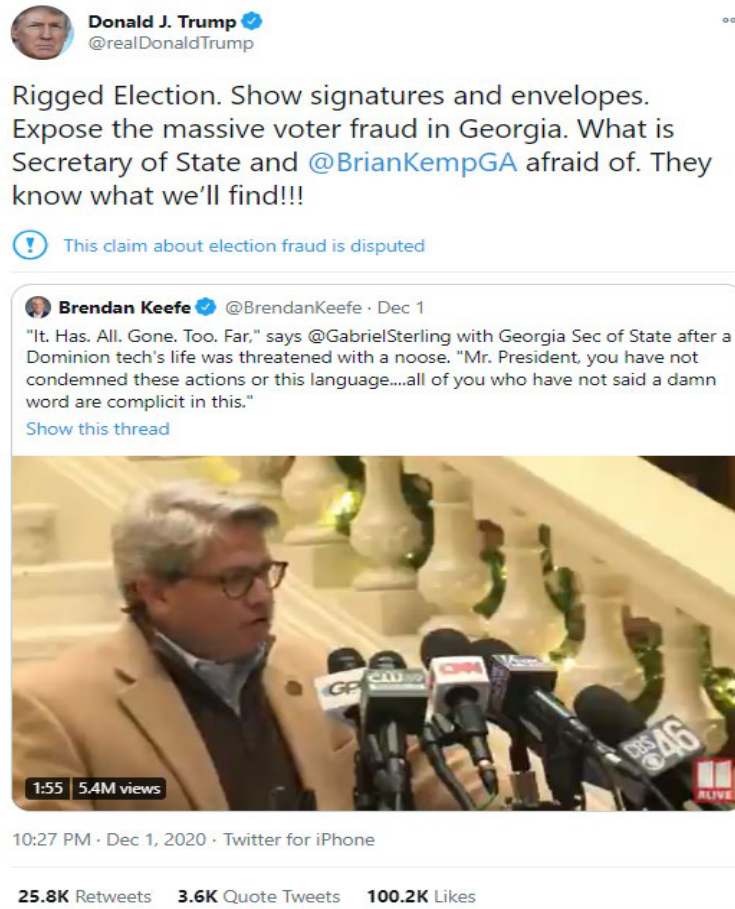 Donald J. Trump
@realDonaldTrump
Rigged Election. Show signatures and envelopes.
Expose the massive voter fraud in Georgia. What is
Secretary of State and @BrianKempGA afraid of. They
know what we’ll find!!!
This claim about election fraud is disputed
Brendan Keefe @BrendanKeefe · Dec 1
"It. Has. All. Gone. Too. Far," says @GabrielSterling with Georgia Sec of State after a
Dominion tech's life was threatened with a noose. "Mr. President, you have not
condemned these actions or this language....all of you who have not said a damn
word are complicit in this."
Show this thread
CNN
CBS 46
11
ALIVE
1:55 5.4M views
10:27 PM · Dec 1, 2020 · Twitter for iPhone
25.8K Retweets 3.6K Quote Tweets 100.2K Likes